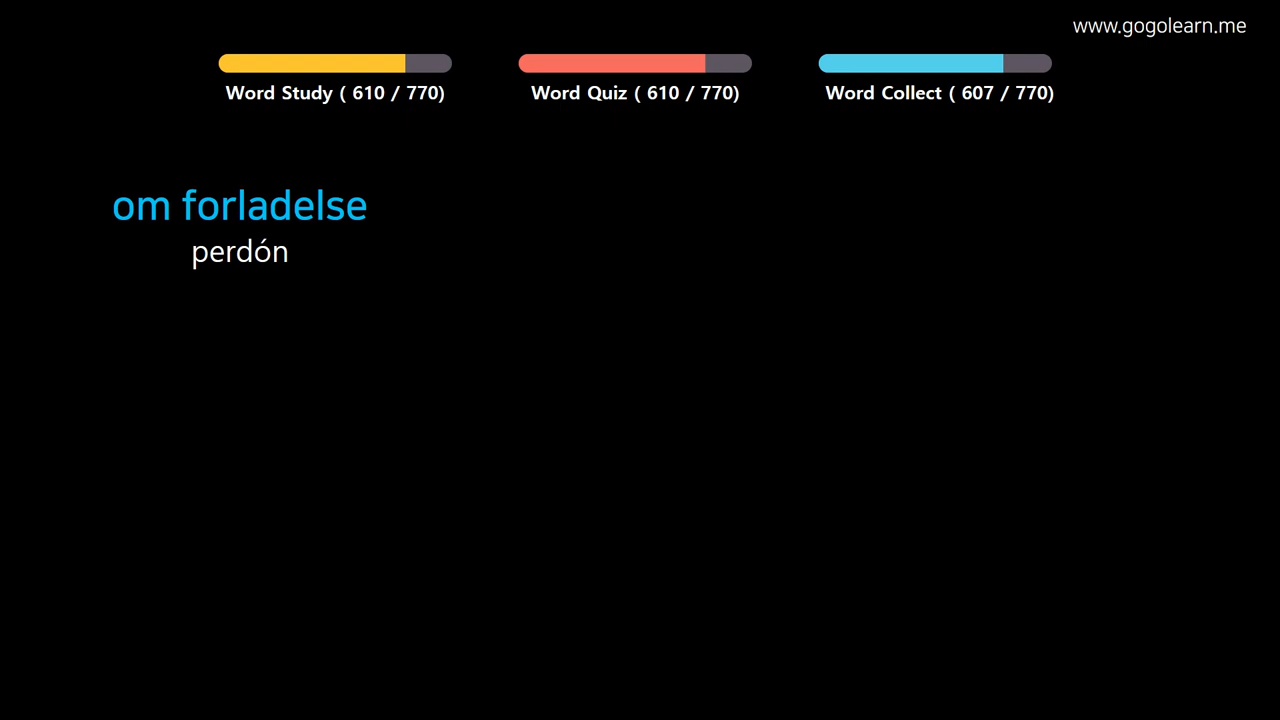 www.gogolearn.me
Word Study ( 610 / 770)
Word Quiz ( 610 / 770)
Word Collect ( 607 / 770)
om forladelse
perdón